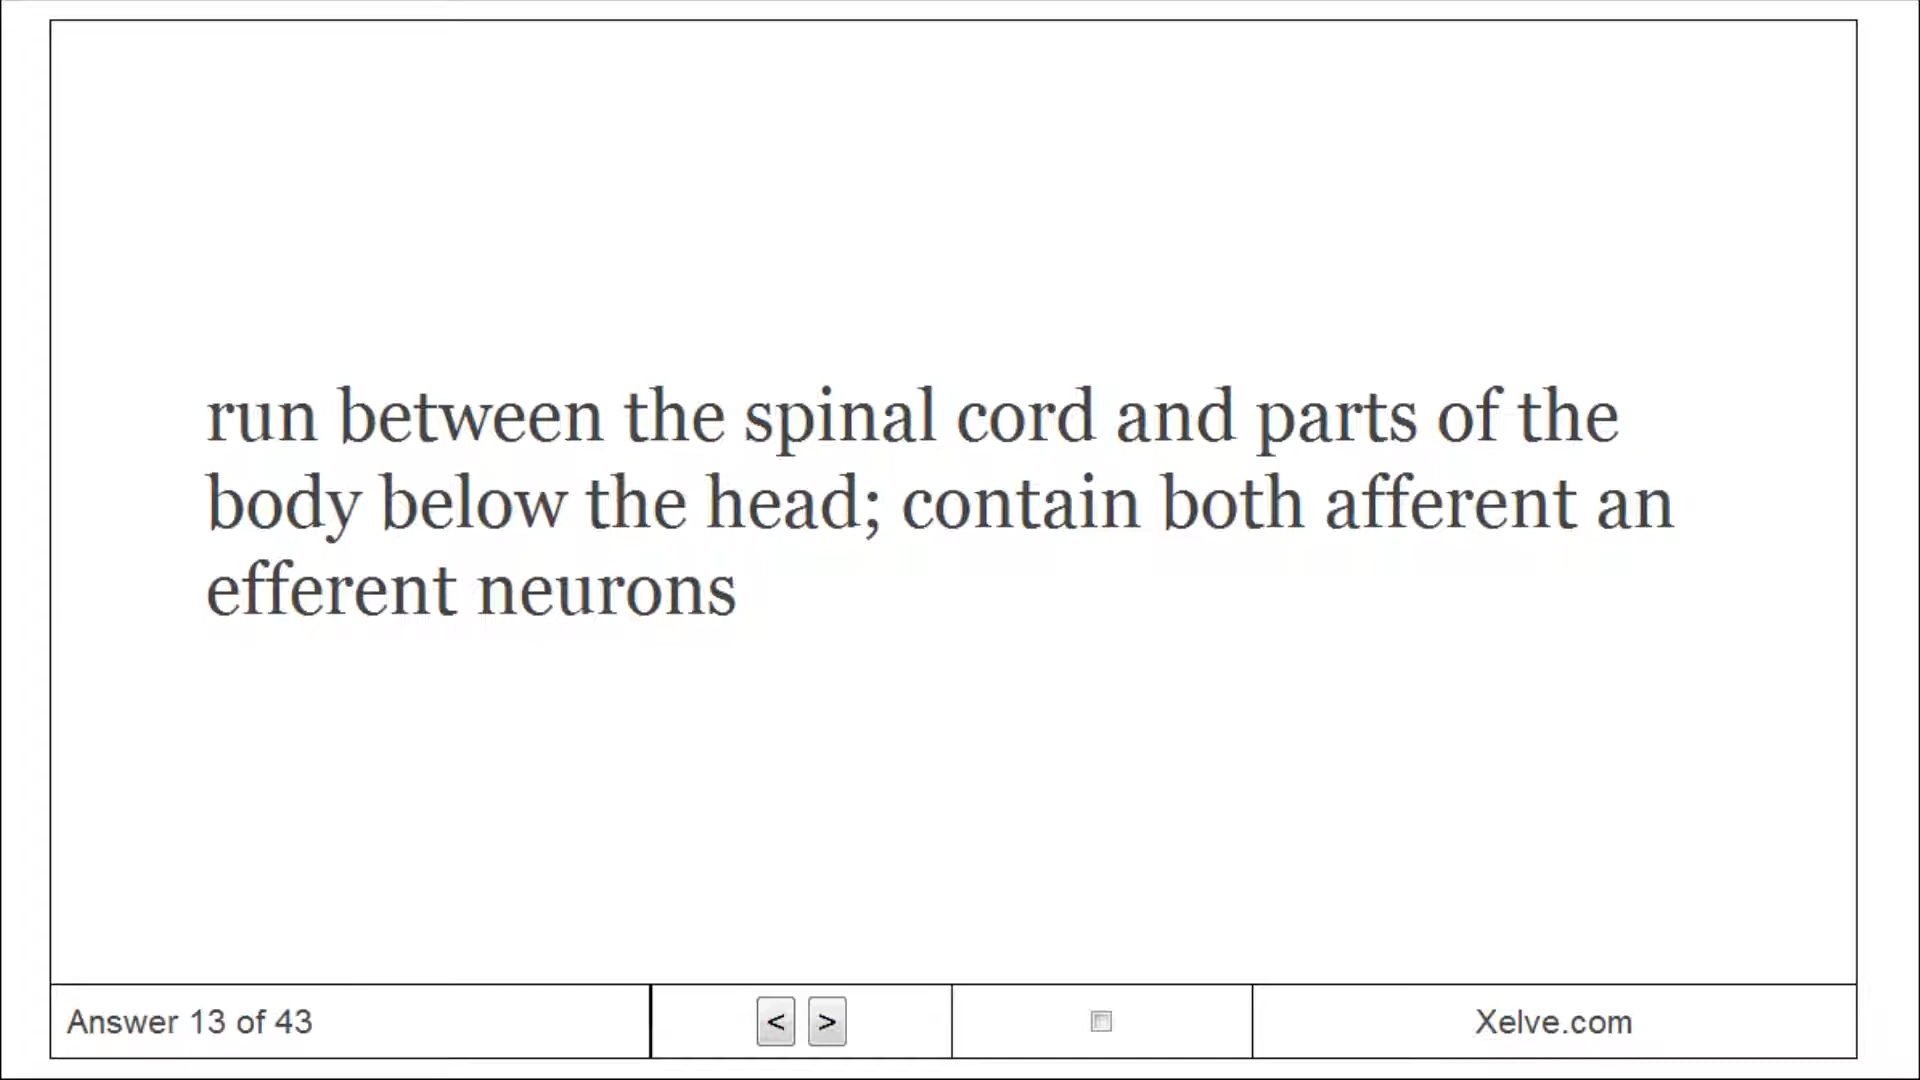 run between the spinal cord and parts of the
body below the head; contain both afferent an
efferent neurons
Answer 13 of 43
< >
Xelve.com